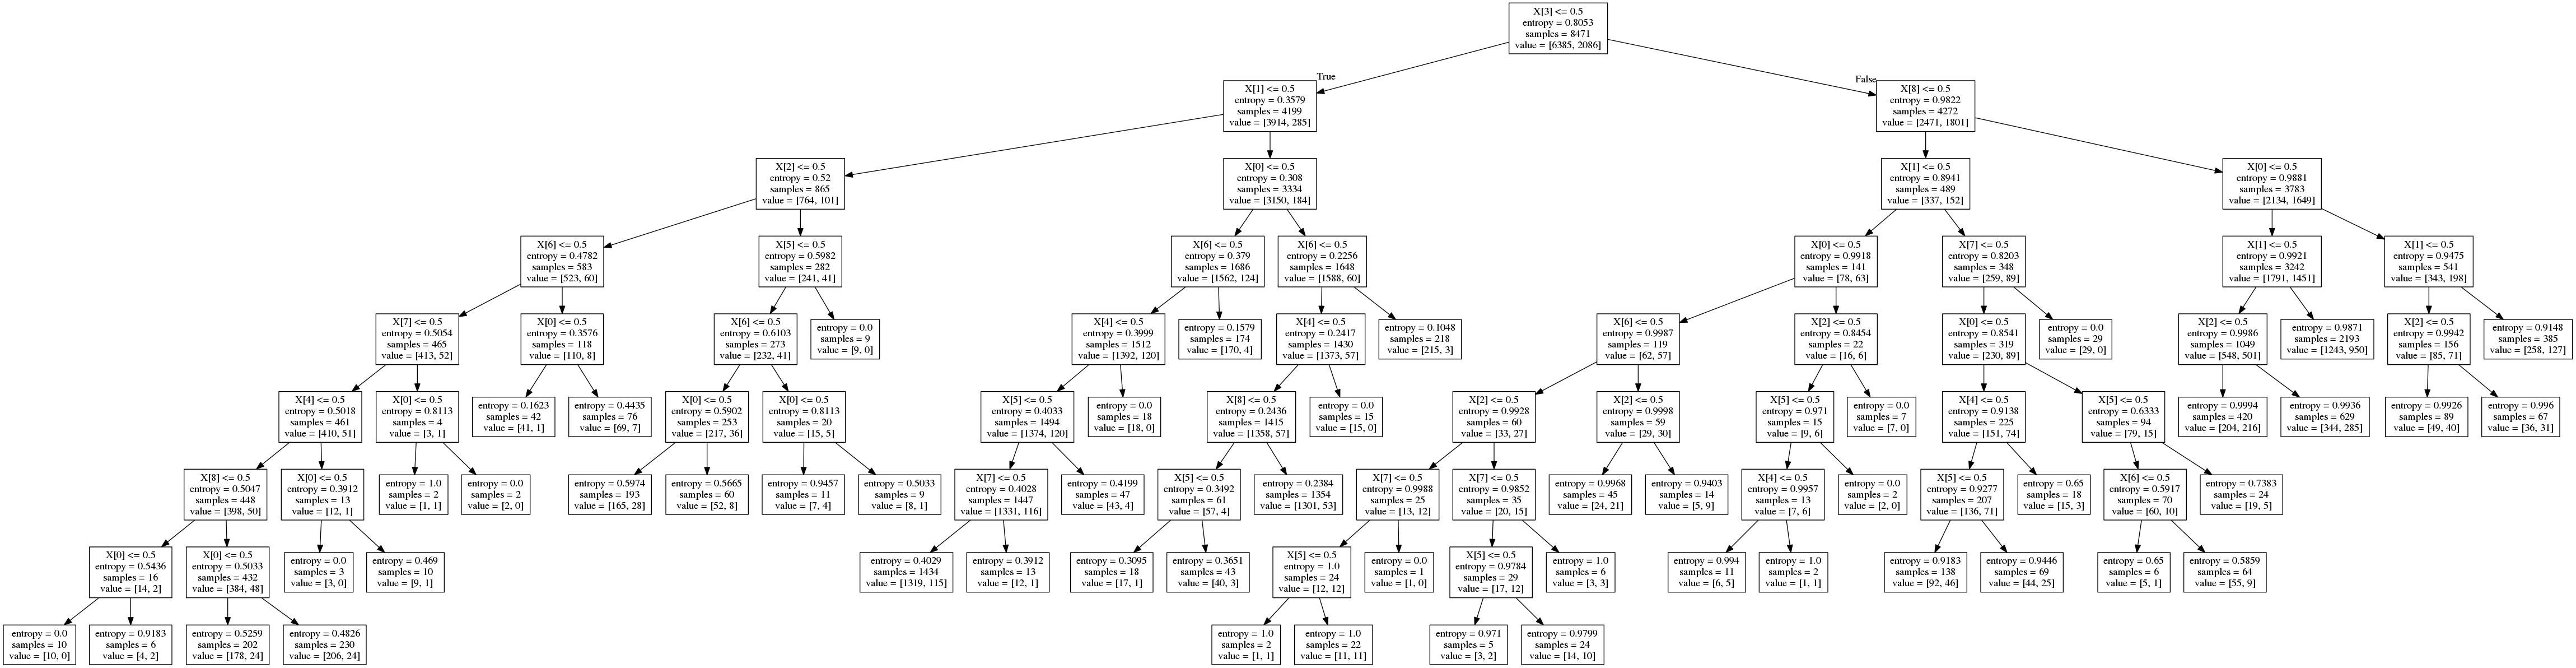 X[3] <= 0.5
entropy = 0.8053
samples = 8471
value = [6385, 2086]
True
False
X[1] <= 0.5
entropy = 0.3579
samples = 4199
value = [3914, 285]
X[8] <= 0.5
entropy = 0.9822
samples = 4272
value = [2471, 1801]
X[2] <= 0.5
entropy = 0.52
samples = 865
value = [764, 101]
X[0] <= 0.5
entropy = 0.308
samples = 3334
value = [3150, 184]
X[1] <= 0.5
entropy = 0.8941
samples = 489
value = [337, 152]
X[0] <= 0.5
entropy = 0.9881
samples = 3783
value = [2134, 1649]
X[6] <= 0.5
entropy = 0.4782
samples = 583
value = [523, 60]
X[5] <= 0.5
entropy = 0.5982
samples = 282
value = [241, 41]
X[6] <= 0.5
entropy = 0.379
samples = 1686
value = [1562, 124]
X[6] <= 0.5
entropy = 0.2256
samples = 1648
value = [1588, 60]
X[0] <= 0.5
entropy = 0.9918
samples = 141
value = [78, 63]
X[7] <= 0.5
entropy = 0.8203
samples = 348
value = [259, 89]
X[1] <= 0.5
entropy = 0.9921
samples = 3242
value = [1791, 1451]
X[1] <= 0.5
entropy = 0.9475
samples = 541
value = [343, 198]
X[7] <= 0.5
entropy = 0.5054
samples = 465
value = [413, 52]
X[0] <= 0.5
entropy = 0.3576
samples = 118
value = [110, 8]
X[6] <= 0.5
entropy = 0.6103
samples = 273
value = [232, 41]
entropy = 0.0
samples = 9
value = [9, 0]
X[4] <= 0.5
entropy = 0.3999
samples = 1512
value = [1392, 120]
entropy = 0.1579
samples = 174
value = [170, 4]
X[4] <= 0.5
entropy = 0.2417
samples = 1430
value = [1373, 57]
entropy = 0.1048
samples = 218
value = [215, 3]
X[6] <= 0.5
entropy = 0.9987
samples = 119
value = [62, 57]
X[2] <= 0.5
entropy = 0.8454
samples = 22
value = [16, 6]
X[0] <= 0.5
entropy = 0.8541
samples = 319
value = [230, 89]
entropy = 0.0
samples = 29
value = [29, 0]
X[2] <= 0.5
entropy = 0.9986
samples = 1049
value = [548, 501]
entropy = 0.9871
samples = 2193
value = [1243, 950]
X[2] <= 0.5
entropy = 0.9942
samples = 156
value = [85, 71]
entropy = 0.9148
samples = 385
value = [258, 127]
X[4] <= 0.5
entropy = 0.5018
samples = 461
value = [410, 51]
X[0] <= 0.5
entropy = 0.8113
samples = 4
value = [3, 1]
entropy = 0.1623
samples = 42
value = [41, 1]
entropy = 0.4435
samples = 76
value = [69, 7]
X[0] <= 0.5
entropy = 0.5902
samples = 253
value = [217, 36]
X[0] <= 0.5
entropy = 0.8113
samples = 20
value = [15, 5]
X[5] <= 0.5
entropy = 0.4033
samples = 1494
value = [1374, 120]
entropy = 0.0
samples = 18
value = [18, 0]
X[8] <= 0.5
entropy = 0.2436
samples = 1415
value = [1358, 57]
entropy = 0.0
samples = 15
value = [15, 0]
X[2] <= 0.5
entropy = 0.9928
samples = 60
value = [33, 27]
X[2] <= 0.5
entropy = 0.9998
samples = 59
value = [29, 30]
X[5] <= 0.5
entropy = 0.971
samples = 15
value = [9, 6]
entropy = 0.0
samples = 7
value = [7, 0]
X[4] <= 0.5
entropy = 0.9138
samples = 225
value = [151, 74]
X[5] <= 0.5
entropy = 0.6333
samples = 94
value = [79, 15]
entropy = 0.9994
samples = 420
value = [204, 216]
entropy = 0.9936
samples = 629
value = [344, 285]
entropy = 0.9926
samples = 89
value = [49, 40]
entropy = 0.996
samples = 67
value = [36, 31]
X[8] <= 0.5
entropy = 0.5047
samples = 448
value = [398, 50]
X[0] <= 0.5
entropy = 0.3912
samples = 13
value = [12, 1]
entropy = 1.0
samples = 2
value = [1, 1]
entropy = 0.0
samples = 2
value = [2, 0]
entropy = 0.5974
samples = 193
value = [165, 28]
entropy = 0.5665
samples = 60
value = [52, 8]
entropy = 0.9457
samples = 11
value = [7, 4]
entropy = 0.5033
samples = 9
value = [8, 1]
X[7] <= 0.5
entropy = 0.4028
samples = 1447
value = [1331, 116]
entropy = 0.4199
samples = 47
value = [43, 4]
X[5] <= 0.5
entropy = 0.3492
samples = 61
value = [57, 4]
entropy = 0.2384
samples = 1354
value = [1301, 53]
X[7] <= 0.5
entropy = 0.9988
samples = 25
value = [13, 12]
X[7] <= 0.5
entropy = 0.9852
samples = 35
value = [20, 15]
entropy = 0.9968
samples = 45
value = [24, 21]
entropy = 0.9403
samples = 14
value = [5, 9]
X[4] <= 0.5
entropy = 0.9957
samples = 13
value = [7, 6]
entropy = 0.0
samples = 2
value = [2, 0]
X[5] <= 0.5
entropy = 0.9277
samples = 207
value = [136, 71]
entropy = 0.65
samples = 18
value = [15, 3]
X[6] <= 0.5
entropy = 0.5917
samples = 70
value = [60, 10]
entropy = 0.7383
samples = 24
value = [19, 5]
X[0] <= 0.5
entropy = 0.5436
samples = 16
value = [14, 2]
X[0] <= 0.5
entropy = 0.5033
samples = 432
value = [384, 48]
entropy = 0.0
samples = 3
value = [3, 0]
entropy = 0.469
samples = 10
value = [9, 1]
entropy = 0.4029
samples = 1434
value = [1319, 115]
entropy = 0.3912
samples = 13
value = [12, 1]
entropy = 0.3095
samples = 18
value = [17, 1]
entropy = 0.3651
samples = 43
value = [40, 3]
X[5] <= 0.5
entropy = 1.0
samples = 24
value = [12, 12]
entropy = 0.0
samples = 1
value = [1, 0]
X[5] <= 0.5
entropy = 0.9784
samples = 29
value = [17, 12]
entropy = 1.0
samples = 6
value = [3, 3]
entropy = 0.994
samples = 11
value = [6, 5]
entropy = 1.0
samples = 2
value = [1, 1]
entropy = 0.9183
samples = 138
value = [92, 46]
entropy = 0.9446
samples = 69
value = [44, 25]
entropy = 0.65
samples = 6
value = [5, 1]
entropy = 0.5859
samples = 64
value = [55, 9]
entropy = 0.0
samples = 10
value = [10, 0]
entropy = 0.9183
samples = 6
value = [4, 2]
entropy = 0.5259
samples = 202
value = [178, 24]
entropy = 0.4826
samples = 230
value = [206, 24]
entropy = 1.0
samples = 2
value = [1, 1]
entropy = 1.0
samples = 22
value = [11, 11]
entropy = 0.971
samples = 5
value = [3, 2]
entropy = 0.9799
samples = 24
value = [14, 10]